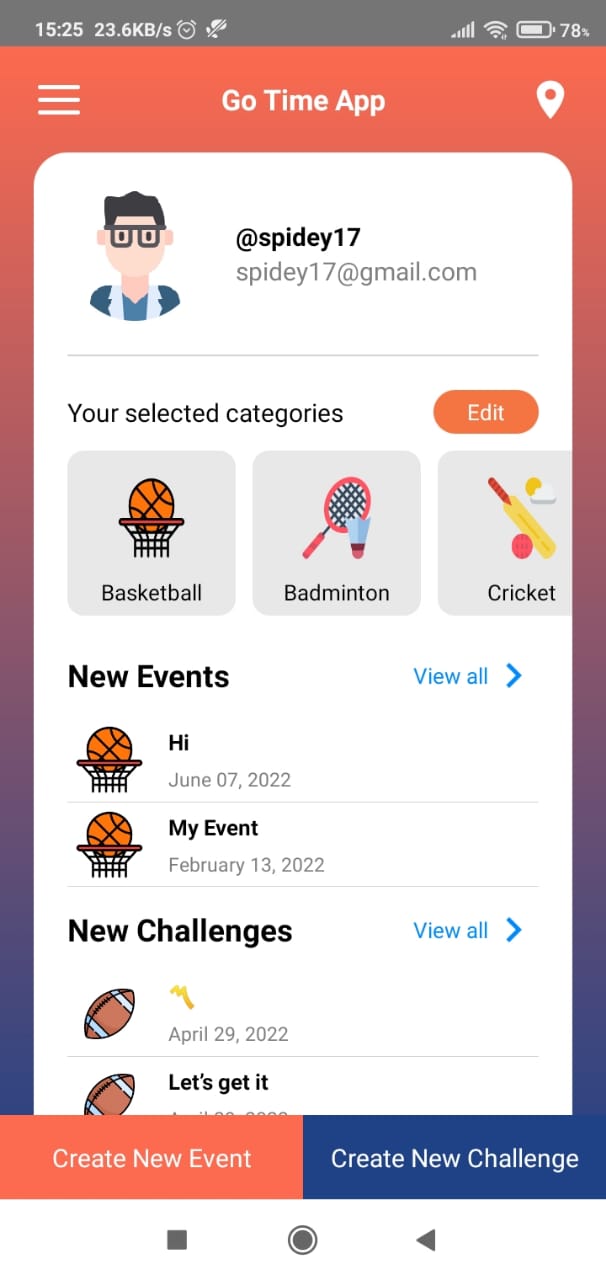 15:25 23.6KB/s 78%
Go Time App
@spidey17
spidey17@gmail.com
Your selected categories Edit
Basketball Badminton Cricket
New Events View all
Hi
June 07, 2022
My Event
February 13, 2022
New Challenges View all
〽️
April 29, 2022
Let's get it
Create New Event Create New Challenge